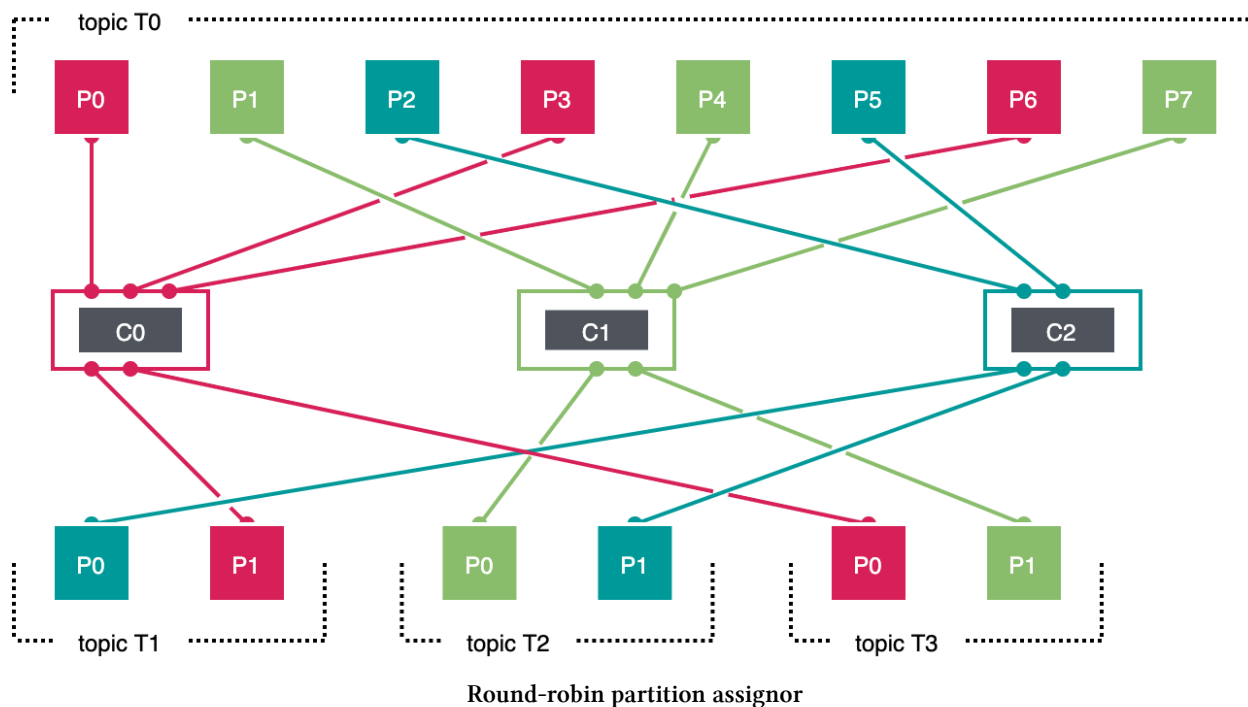 topic T0
P0 P1 P2 P3 P4 P5 P6 P7
C0 C1 C2
P0 P1 P0 P1 P0 P1
topic T1 topic T2 topic T3
Round-robin partition assignor